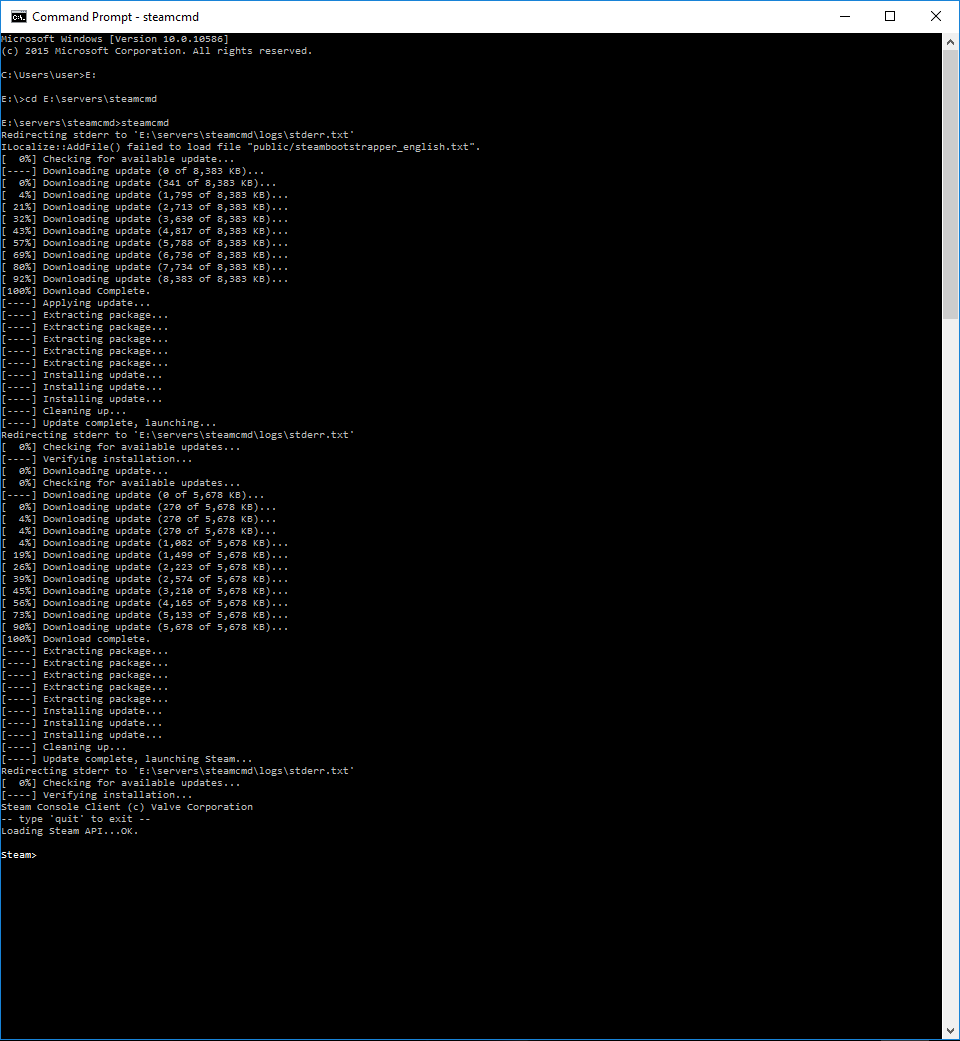 Command Prompt - steamcmd
Microsoft Windows [Version 10.0.10586]
(c) 2015 Microsoft Corporation. All rights reserved.
C:\Users\user>E:
E:\>cd E:\servers\steamcmd
E:\servers\steamcmd>steamcmd
Redirecting stderr to 'E:\servers\steamcmd\logs\stderr.txt'
ILocalize::AddFile() failed to load file "public/steambootstrapper_english.txt".
[  0%] Checking for available update...
[----] Downloading update (0 of 8,383 KB)...
[  0%] Downloading update (341 of 8,383 KB)...
[  4%] Downloading update (1,795 of 8,383 KB)...
[ 21%] Downloading update (2,713 of 8,383 KB)...
[ 32%] Downloading update (3,630 of 8,383 KB)...
[ 43%] Downloading update (4,817 of 8,383 KB)...
[ 57%] Downloading update (5,788 of 8,383 KB)...
[ 69%] Downloading update (6,736 of 8,383 KB)...
[ 80%] Downloading update (7,734 of 8,383 KB)...
[ 92%] Downloading update (8,383 of 8,383 KB)...
[100%] Download Complete.
[----] Applying update...
[----] Extracting package...
[----] Extracting package...
[----] Extracting package...
[----] Extracting package...
[----] Extracting package...
[----] Installing update...
[----] Installing update...
[----] Installing update...
[----] Cleaning up...
[----] Update complete, launching...
Redirecting stderr to 'E:\servers\steamcmd\logs\stderr.txt'
[  0%] Checking for available updates...
[----] Verifying installation...
[  0%] Downloading update...
[  0%] Checking for available updates...
[----] Downloading update (0 of 5,678 KB)...
[  0%] Downloading update (270 of 5,678 KB)...
[  4%] Downloading update (270 of 5,678 KB)...
[  4%] Downloading update (270 of 5,678 KB)...
[  4%] Downloading update (1,082 of 5,678 KB)...
[ 19%] Downloading update (1,499 of 5,678 KB)...
[ 26%] Downloading update (2,223 of 5,678 KB)...
[ 39%] Downloading update (2,574 of 5,678 KB)...
[ 45%] Downloading update (3,210 of 5,678 KB)...
[ 56%] Downloading update (4,165 of 5,678 KB)...
[ 73%] Downloading update (5,133 of 5,678 KB)...
[ 90%] Downloading update (5,678 of 5,678 KB)...
[100%] Download complete.
[----] Extracting package...
[----] Extracting package...
[----] Extracting package...
[----] Extracting package...
[----] Extracting package...
[----] Installing update...
[----] Installing update...
[----] Installing update...
[----] Cleaning up...
[----] Update complete, launching Steam...
Redirecting stderr to 'E:\servers\steamcmd\logs\stderr.txt'
[  0%] Checking for available updates...
[----] Verifying installation...
Steam Console Client (c) Valve Corporation
-- type 'quit' to exit --
Loading Steam API...OK.
Steam>